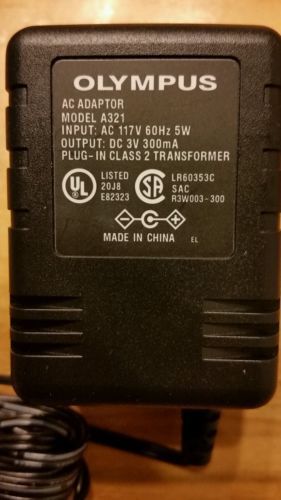 OLYMPUS
AC ADAPTOR
MODEL A321
INPUT: AC 117V 60Hz 5W
OUTPUT: DC 3V 300mA
PLUG-IN CLASS 2 TRANSFORMER
UL LISTED 20J8 E82323
SA LR60353C SAC R3W003-300
MADE IN CHINA EL